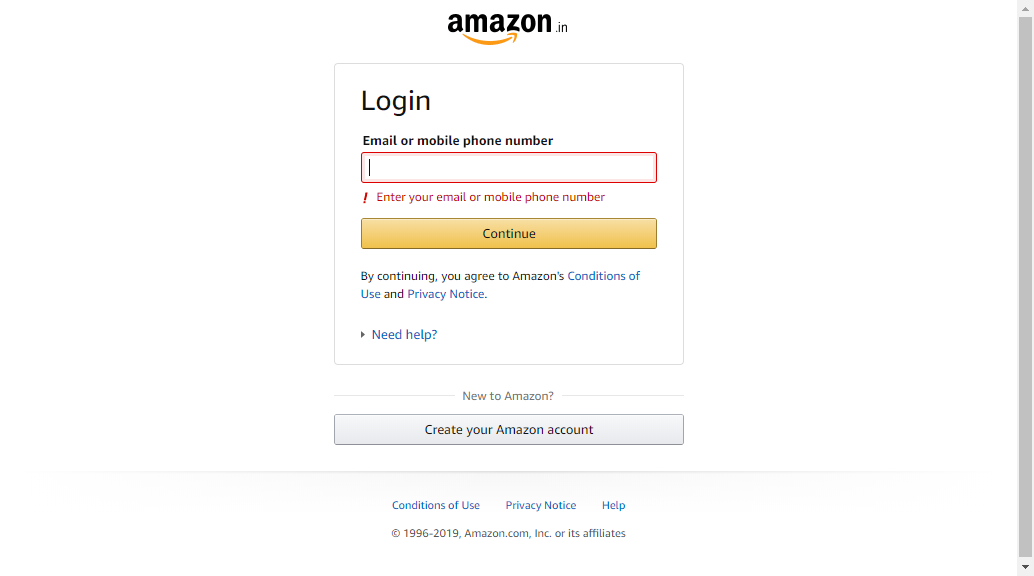 amazon.in
Login
Email or mobile phone number
! Enter your email or mobile phone number
Continue
By continuing, you agree to Amazon's Conditions of
Use and Privacy Notice.
Need help?
New to Amazon?
Create your Amazon account
Conditions of Use Privacy Notice Help
© 1996-2019, Amazon.com, Inc. or its affiliates